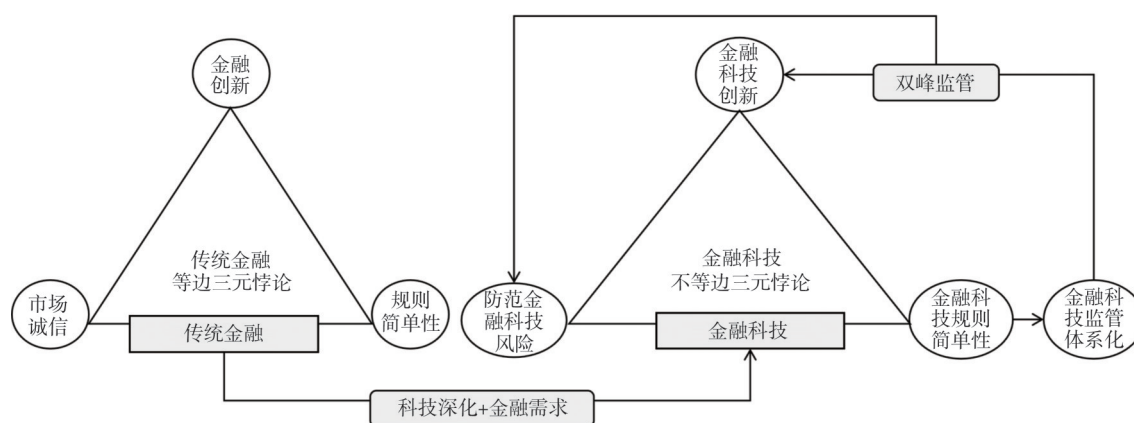 金融
创新
传统金融
等边三元悖论
市场
诚信
规则
简单性
传统金融
科技深化+金融需求
金融
科技
创新
双峰监管
金融科技
不等边三元悖论
防范金
融科技
风险
金融科技
金融科
技规则
简单性
金融科
技监管
体系化